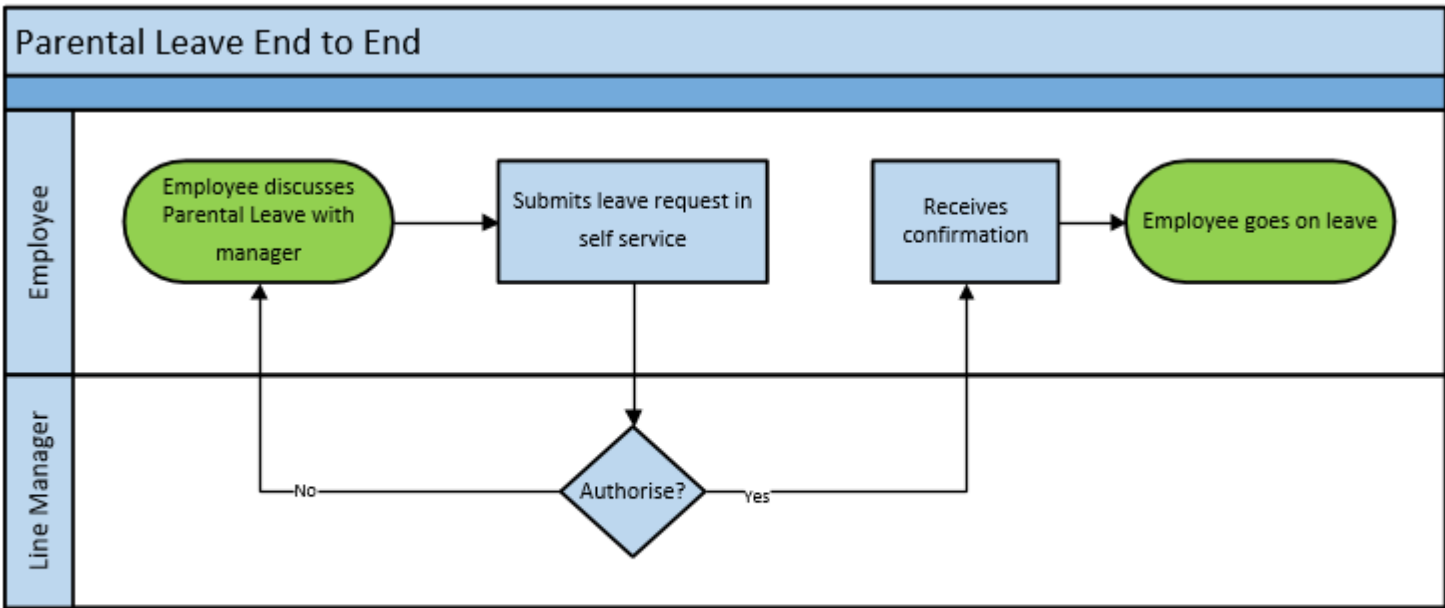 Parental Leave End to End
Employee
Employee discusses
Parental Leave with
manager
Submits leave request in
self service
Receives
confirmation
Employee goes on leave
Line Manager
No
Authorise?
Yes